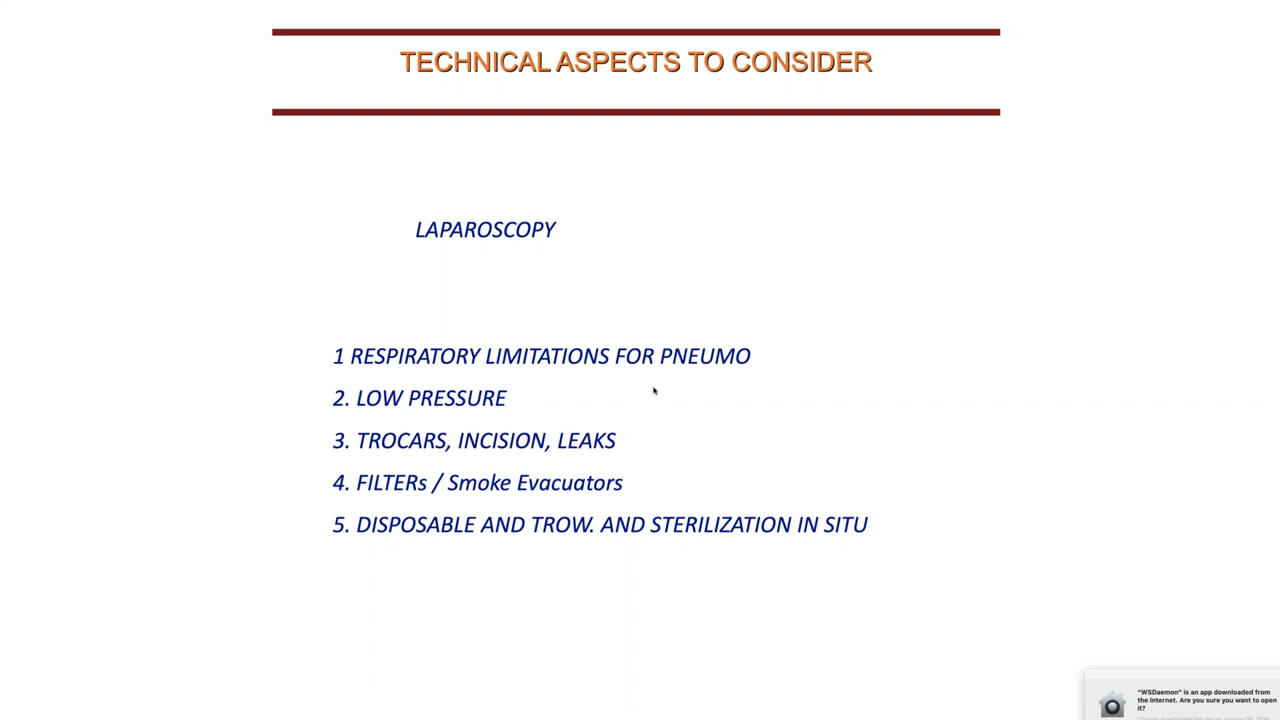 TECHNICAL ASPECTS TO CONSIDER
LAPAROSCOPY
1 RESPIRATORY LIMITATIONS FOR PNEUMO
2. LOW PRESSURE
3. TROCARS, INCISION, LEAKS
4. FILTERs / Smoke Evacuators
5. DISPOSABLE AND TROW. AND STERILIZATION IN SITU
“WSDaemon” is an app downloaded from
the Internet. Are you sure you want to open
it?